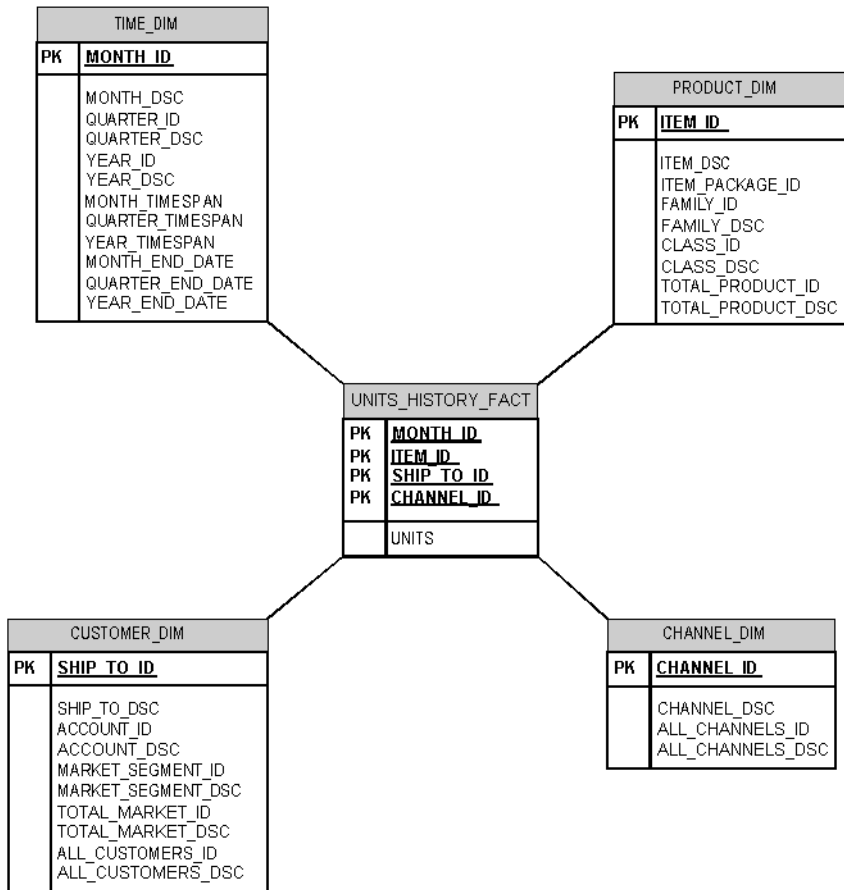 TIME_DIM
PK MONTH_ID
MONTH_DSC
QUARTER_ID
QUARTER_DSC
YEAR_ID
YEAR_DSC
MONTH_TIMESPAN
QUARTER_TIMESPAN
YEAR_TIMESPAN
MONTH_END_DATE
QUARTER_END_DATE
YEAR_END_DATE
PRODUCT_DIM
PK ITEM_ID
ITEM_DSC
ITEM_PACKAGE_ID
FAMILY_ID
FAMILY_DSC
CLASS_ID
CLASS_DSC
TOTAL_PRODUCT_ID
TOTAL_PRODUCT_DSC
UNITS_HISTORY_FACT
PK MONTH_ID
PK ITEM_ID
PK SHIP_TO_ID
PK CHANNEL_ID
UNITS
CUSTOMER_DIM
PK SHIP_TO_ID
SHIP_TO_DSC
ACCOUNT_ID
ACCOUNT_DSC
MARKET_SEGMENT_ID
MARKET_SEGMENT_DSC
TOTAL_MARKET_ID
TOTAL_MARKET_DSC
ALL_CUSTOMERS_ID
ALL_CUSTOMERS_DSC
CHANNEL_DIM
PK CHANNEL_ID
CHANNEL_DSC
ALL_CHANNELS_ID
ALL_CHANNELS_DSC